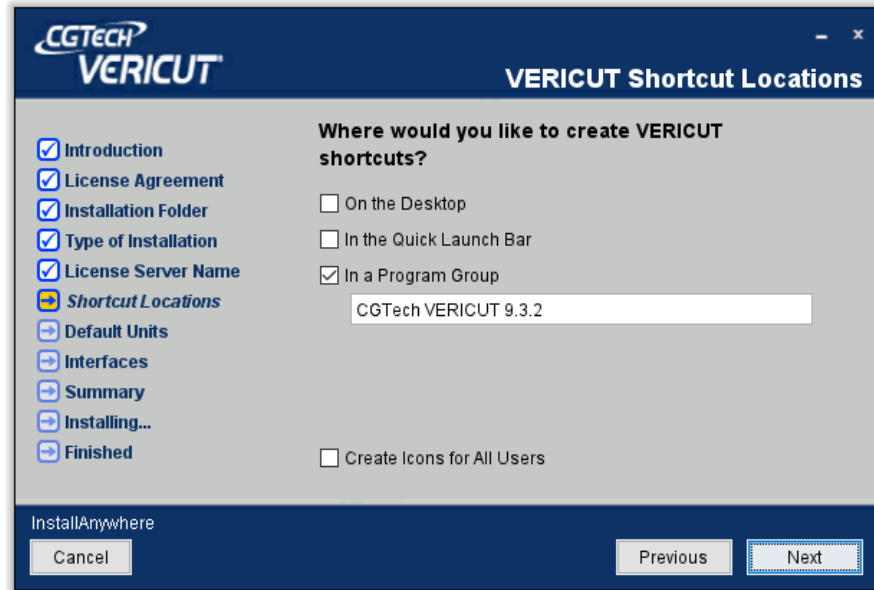 CGTECH
VERICUT
VERICUT Shortcut Locations
Introduction
License Agreement
Installation Folder
Type of Installation
License Server Name
Shortcut Locations
Default Units
Interfaces
Summary
Installing...
Finished
Where would you like to create VERICUT
shortcuts?
On the Desktop
In the Quick Launch Bar
In a Program Group
CGTech VERICUT 9.3.2
Create Icons for All Users
InstallAnywhere
Cancel
Previous
Next